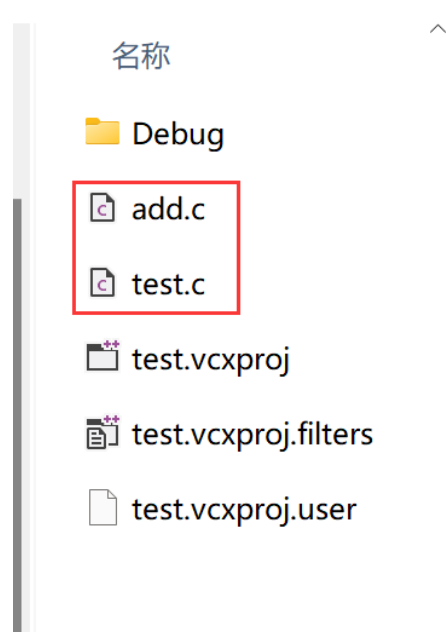 名称
Debug
add.c
test.c
test.vcxproj
test.vcxproj.filters
test.vcxproj.user